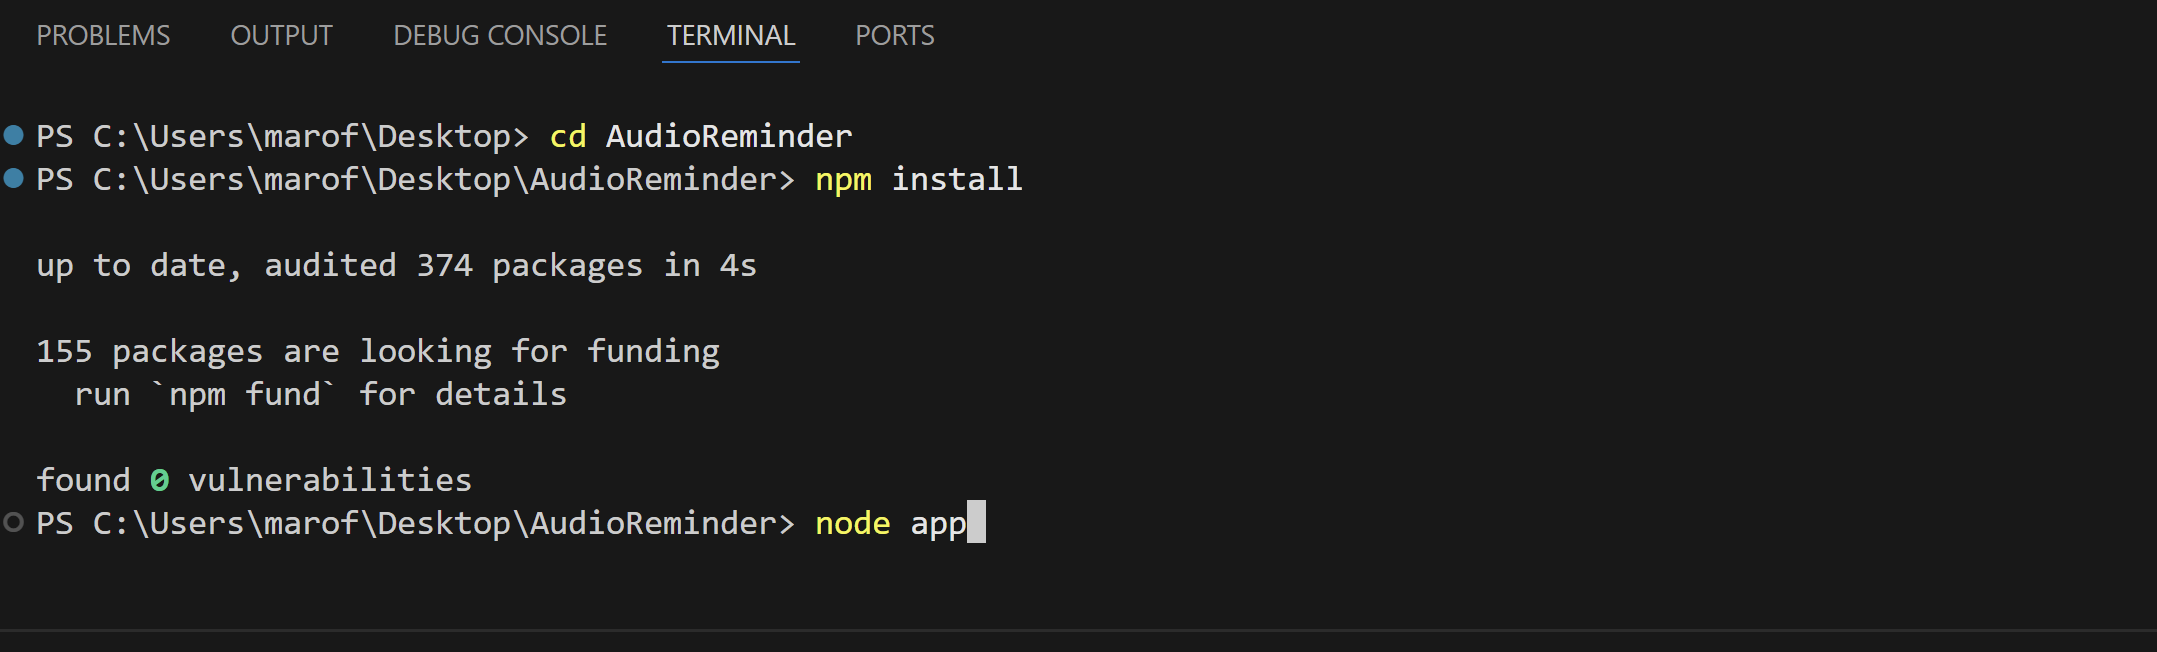 PROBLEMS OUTPUT DEBUG CONSOLE TERMINAL PORTS
PS C:\Users\marof\Desktop> cd AudioReminder
PS C:\Users\marof\Desktop\AudioReminder> npm install
up to date, audited 374 packages in 4s
155 packages are looking for funding
  run `npm fund` for details
found 0 vulnerabilities
PS C:\Users\marof\Desktop\AudioReminder> node app